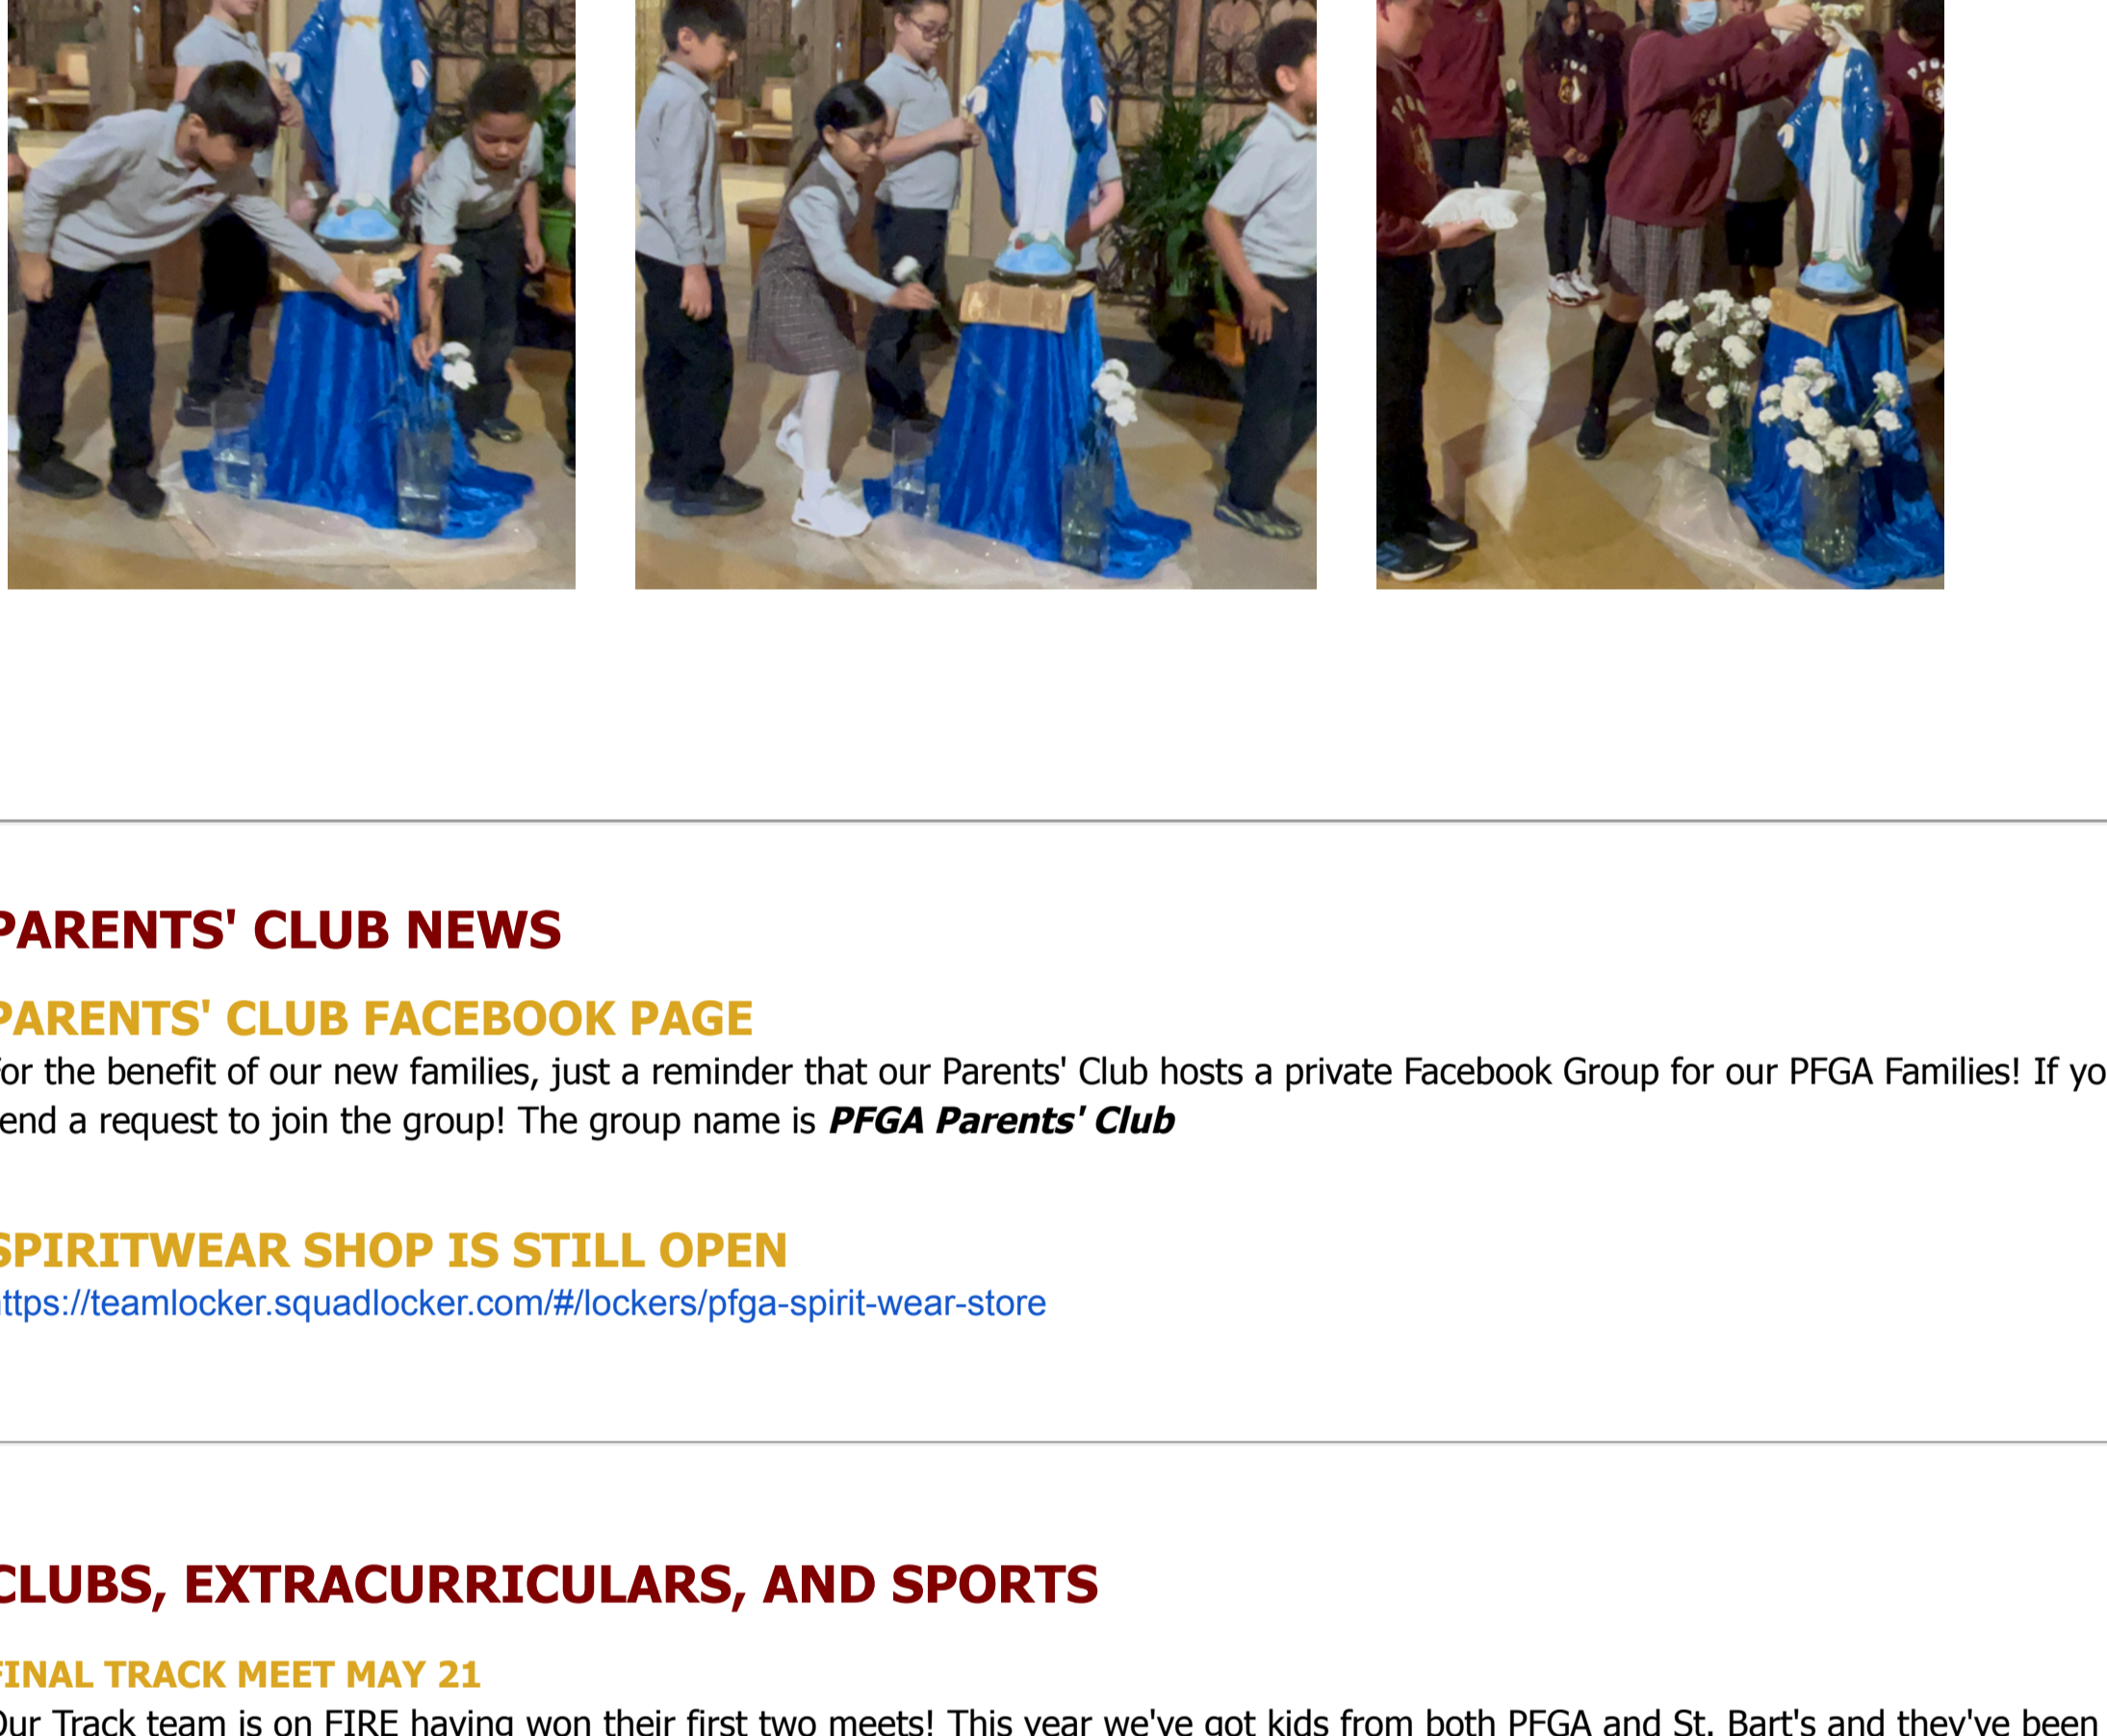 PARENTS' CLUB NEWS
PARENTS' CLUB FACEBOOK PAGE
For the benefit of our new families, just a reminder that our Parents' Club hosts a private Facebook Group for our PFGA Families! If yo
end a request to join the group! The group name is PFGA Parents' Club
SPIRITWEAR SHOP IS STILL OPEN
ttps://teamlocker.squadlocker.com/#/lockers/pfga-spirit-wear-store
CLUBS, EXTRACURRICULARS, AND SPORTS
FINAL TRACK MEET MAY 21
Our Track team is on FIRE having won their first two meets! This year we've got kids from both PFGA and St. Bart's and they've been